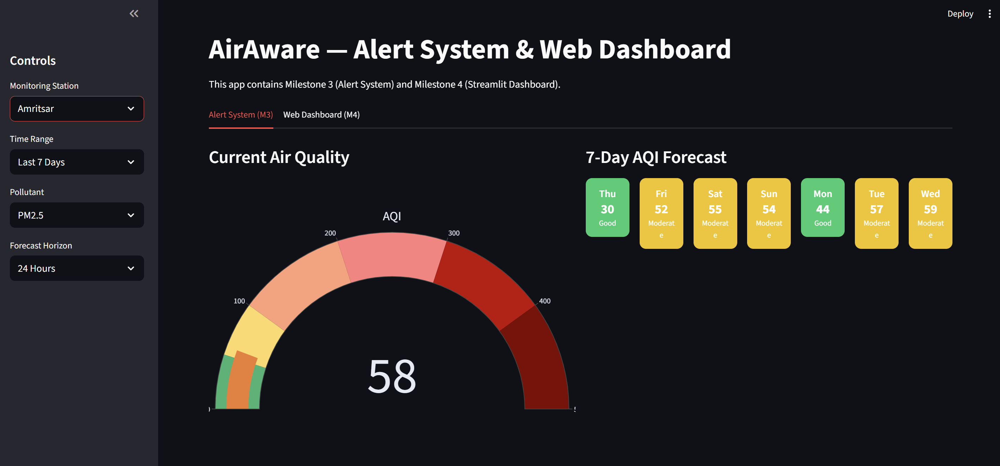 Deploy
Controls
Monitoring Station
Amritsar
Time Range
Last 7 Days
Pollutant
PM2.5
Forecast Horizon
24 Hours
AirAware — Alert System & Web Dashboard
This app contains Milestone 3 (Alert System) and Milestone 4 (Streamlit Dashboard).
Alert System (M3)
Web Dashboard (M4)
Current Air Quality
AQI
100
200
300
400
58
7-Day AQI Forecast
Thu
30
Good
Fri
52
Moderat
e
Sat
55
Moderat
e
Sun
54
Moderat
e
Mon
44
Good
Tue
57
Moderat
e
Wed
59
Moderat
e